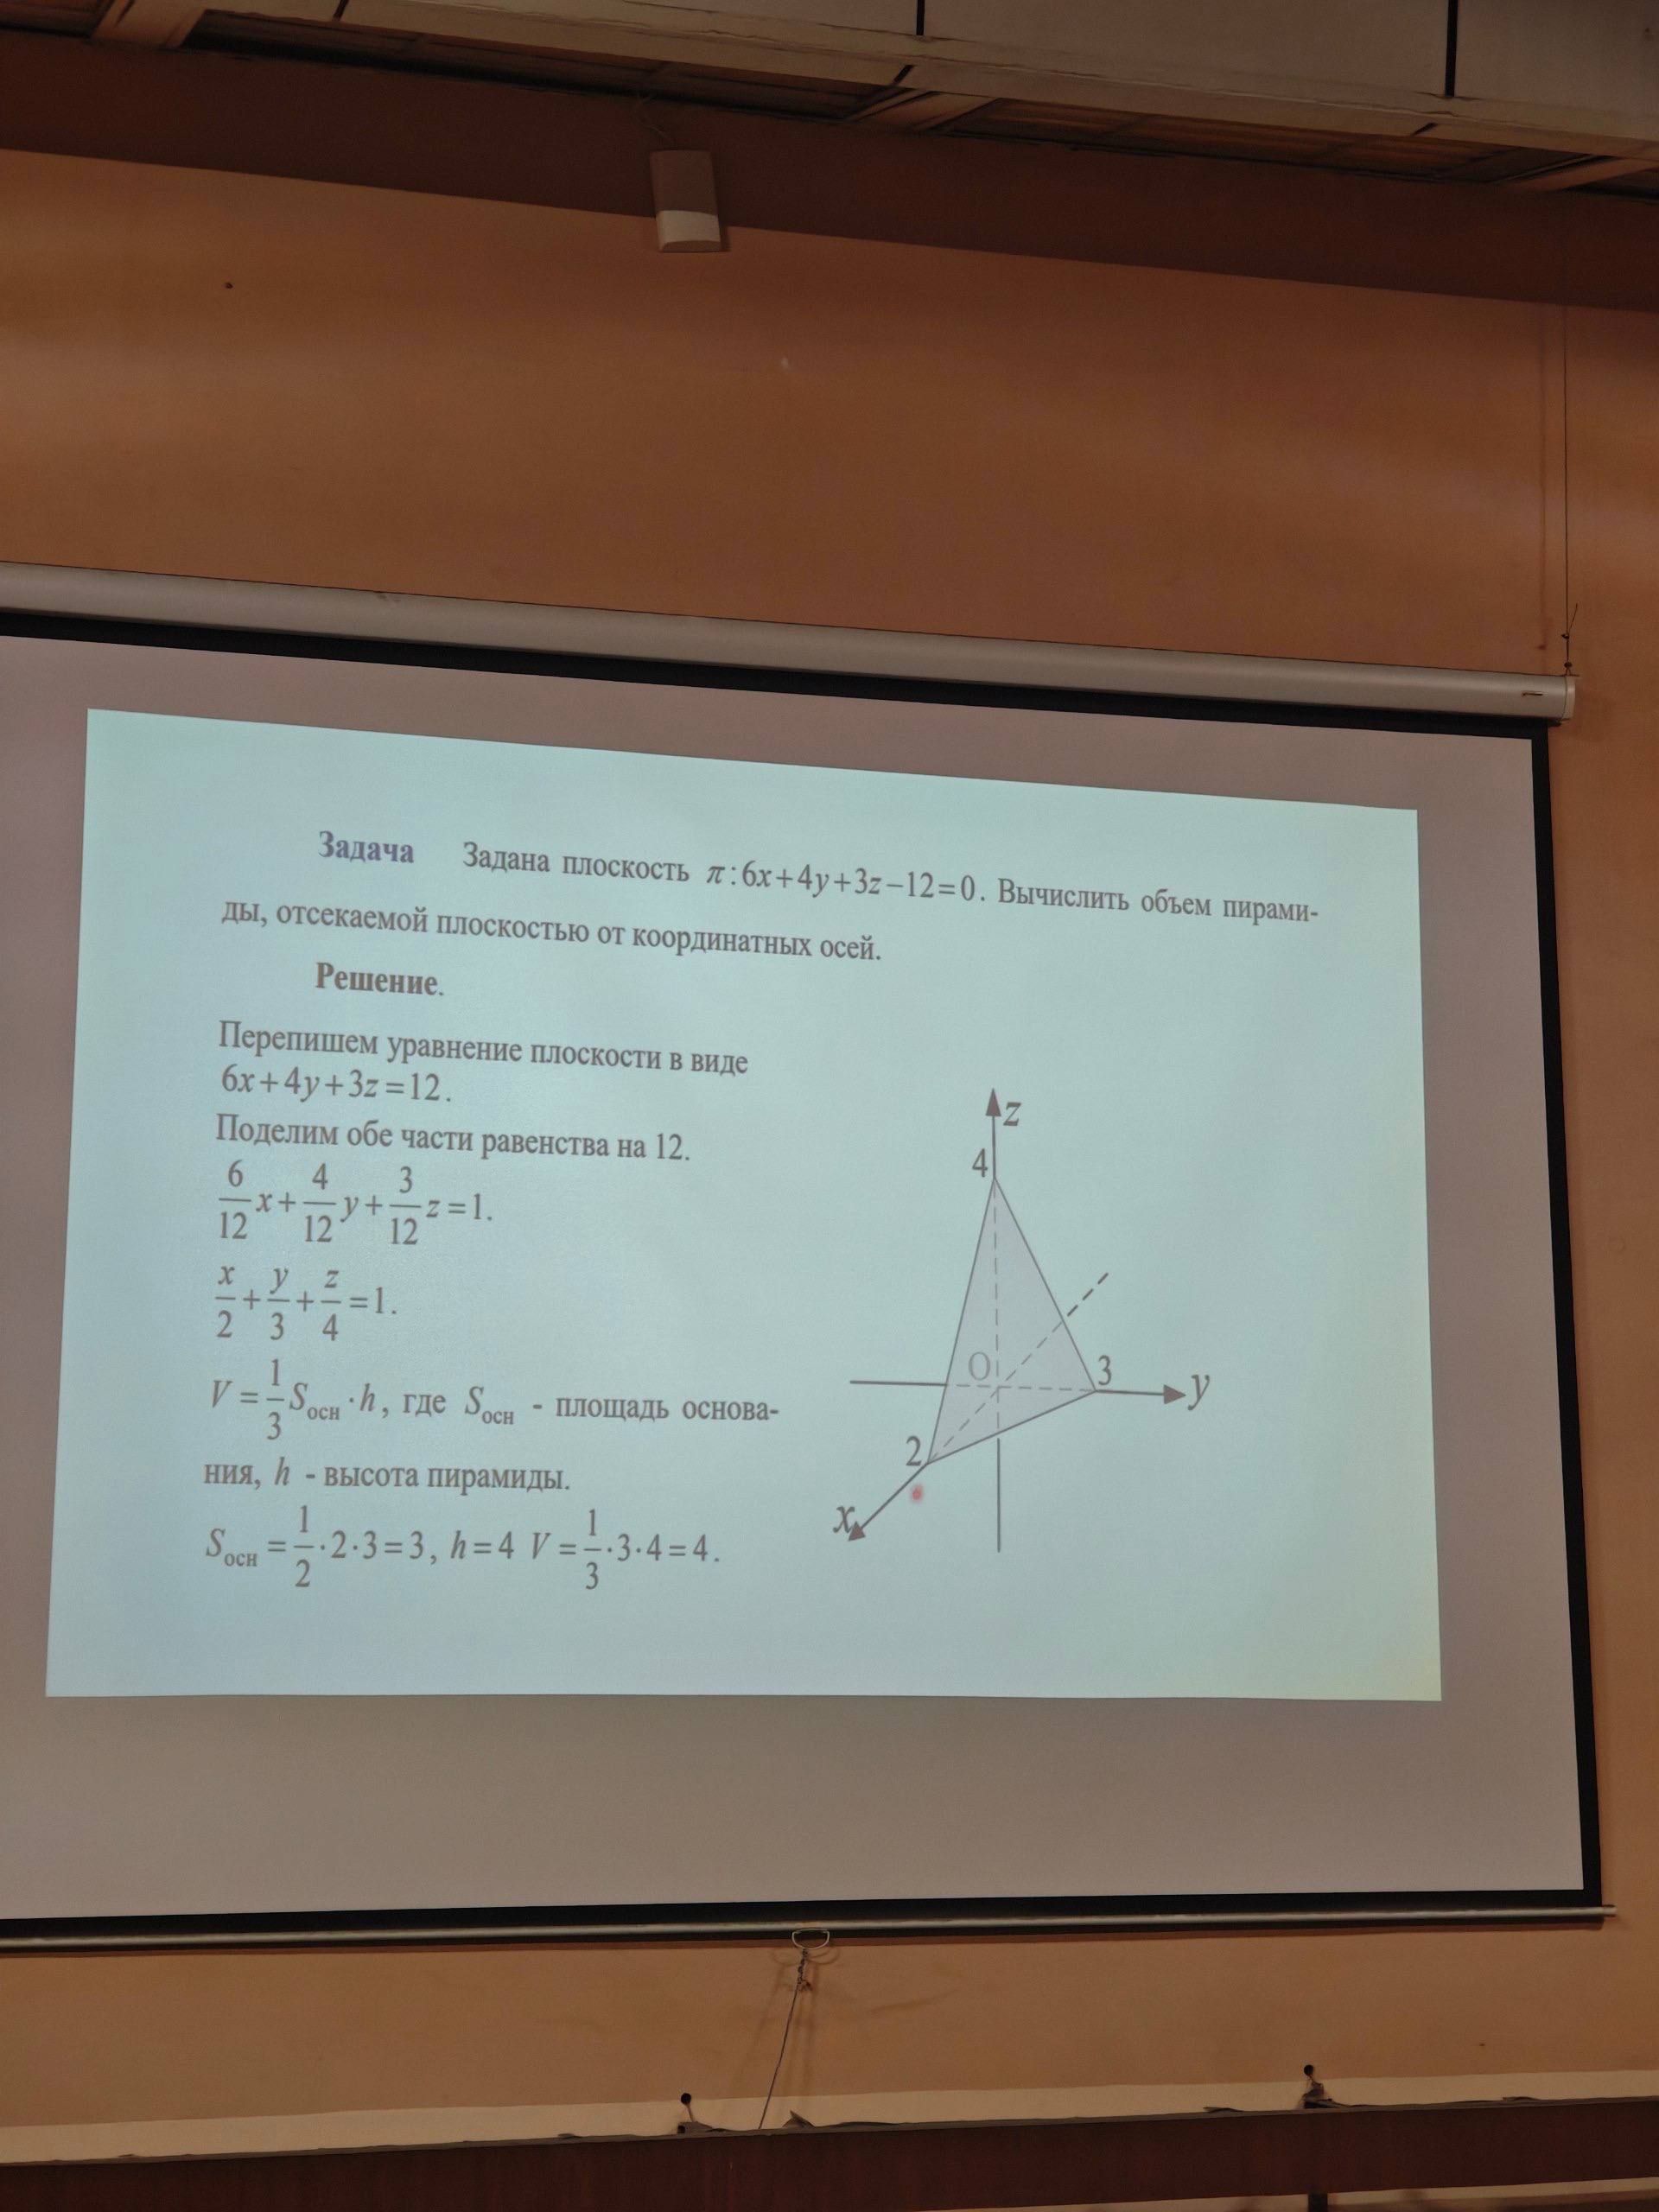 Задача Задана плоскость π:6x+4y+3z−12=0. Вычислить объем пирами-
ды, отсекаемой плоскостью от координатных осей.
Решение.
Перепишем уравнение плоскости в виде
6x+4y+3z=12.
Поделим обе части равенства на 12.
6/12 x + 4/12 y + 3/12 z = 1.
x/2 + y/3 + z/4 = 1.
V = 1/3 Sосн · h, где Sосн - площадь основа-
ния, h - высота пирамиды.
Sосн = 1/2 · 2 · 3 = 3, h = 4 V = 1/3 · 3 · 4 = 4.
z
4
O
3
y
2
x